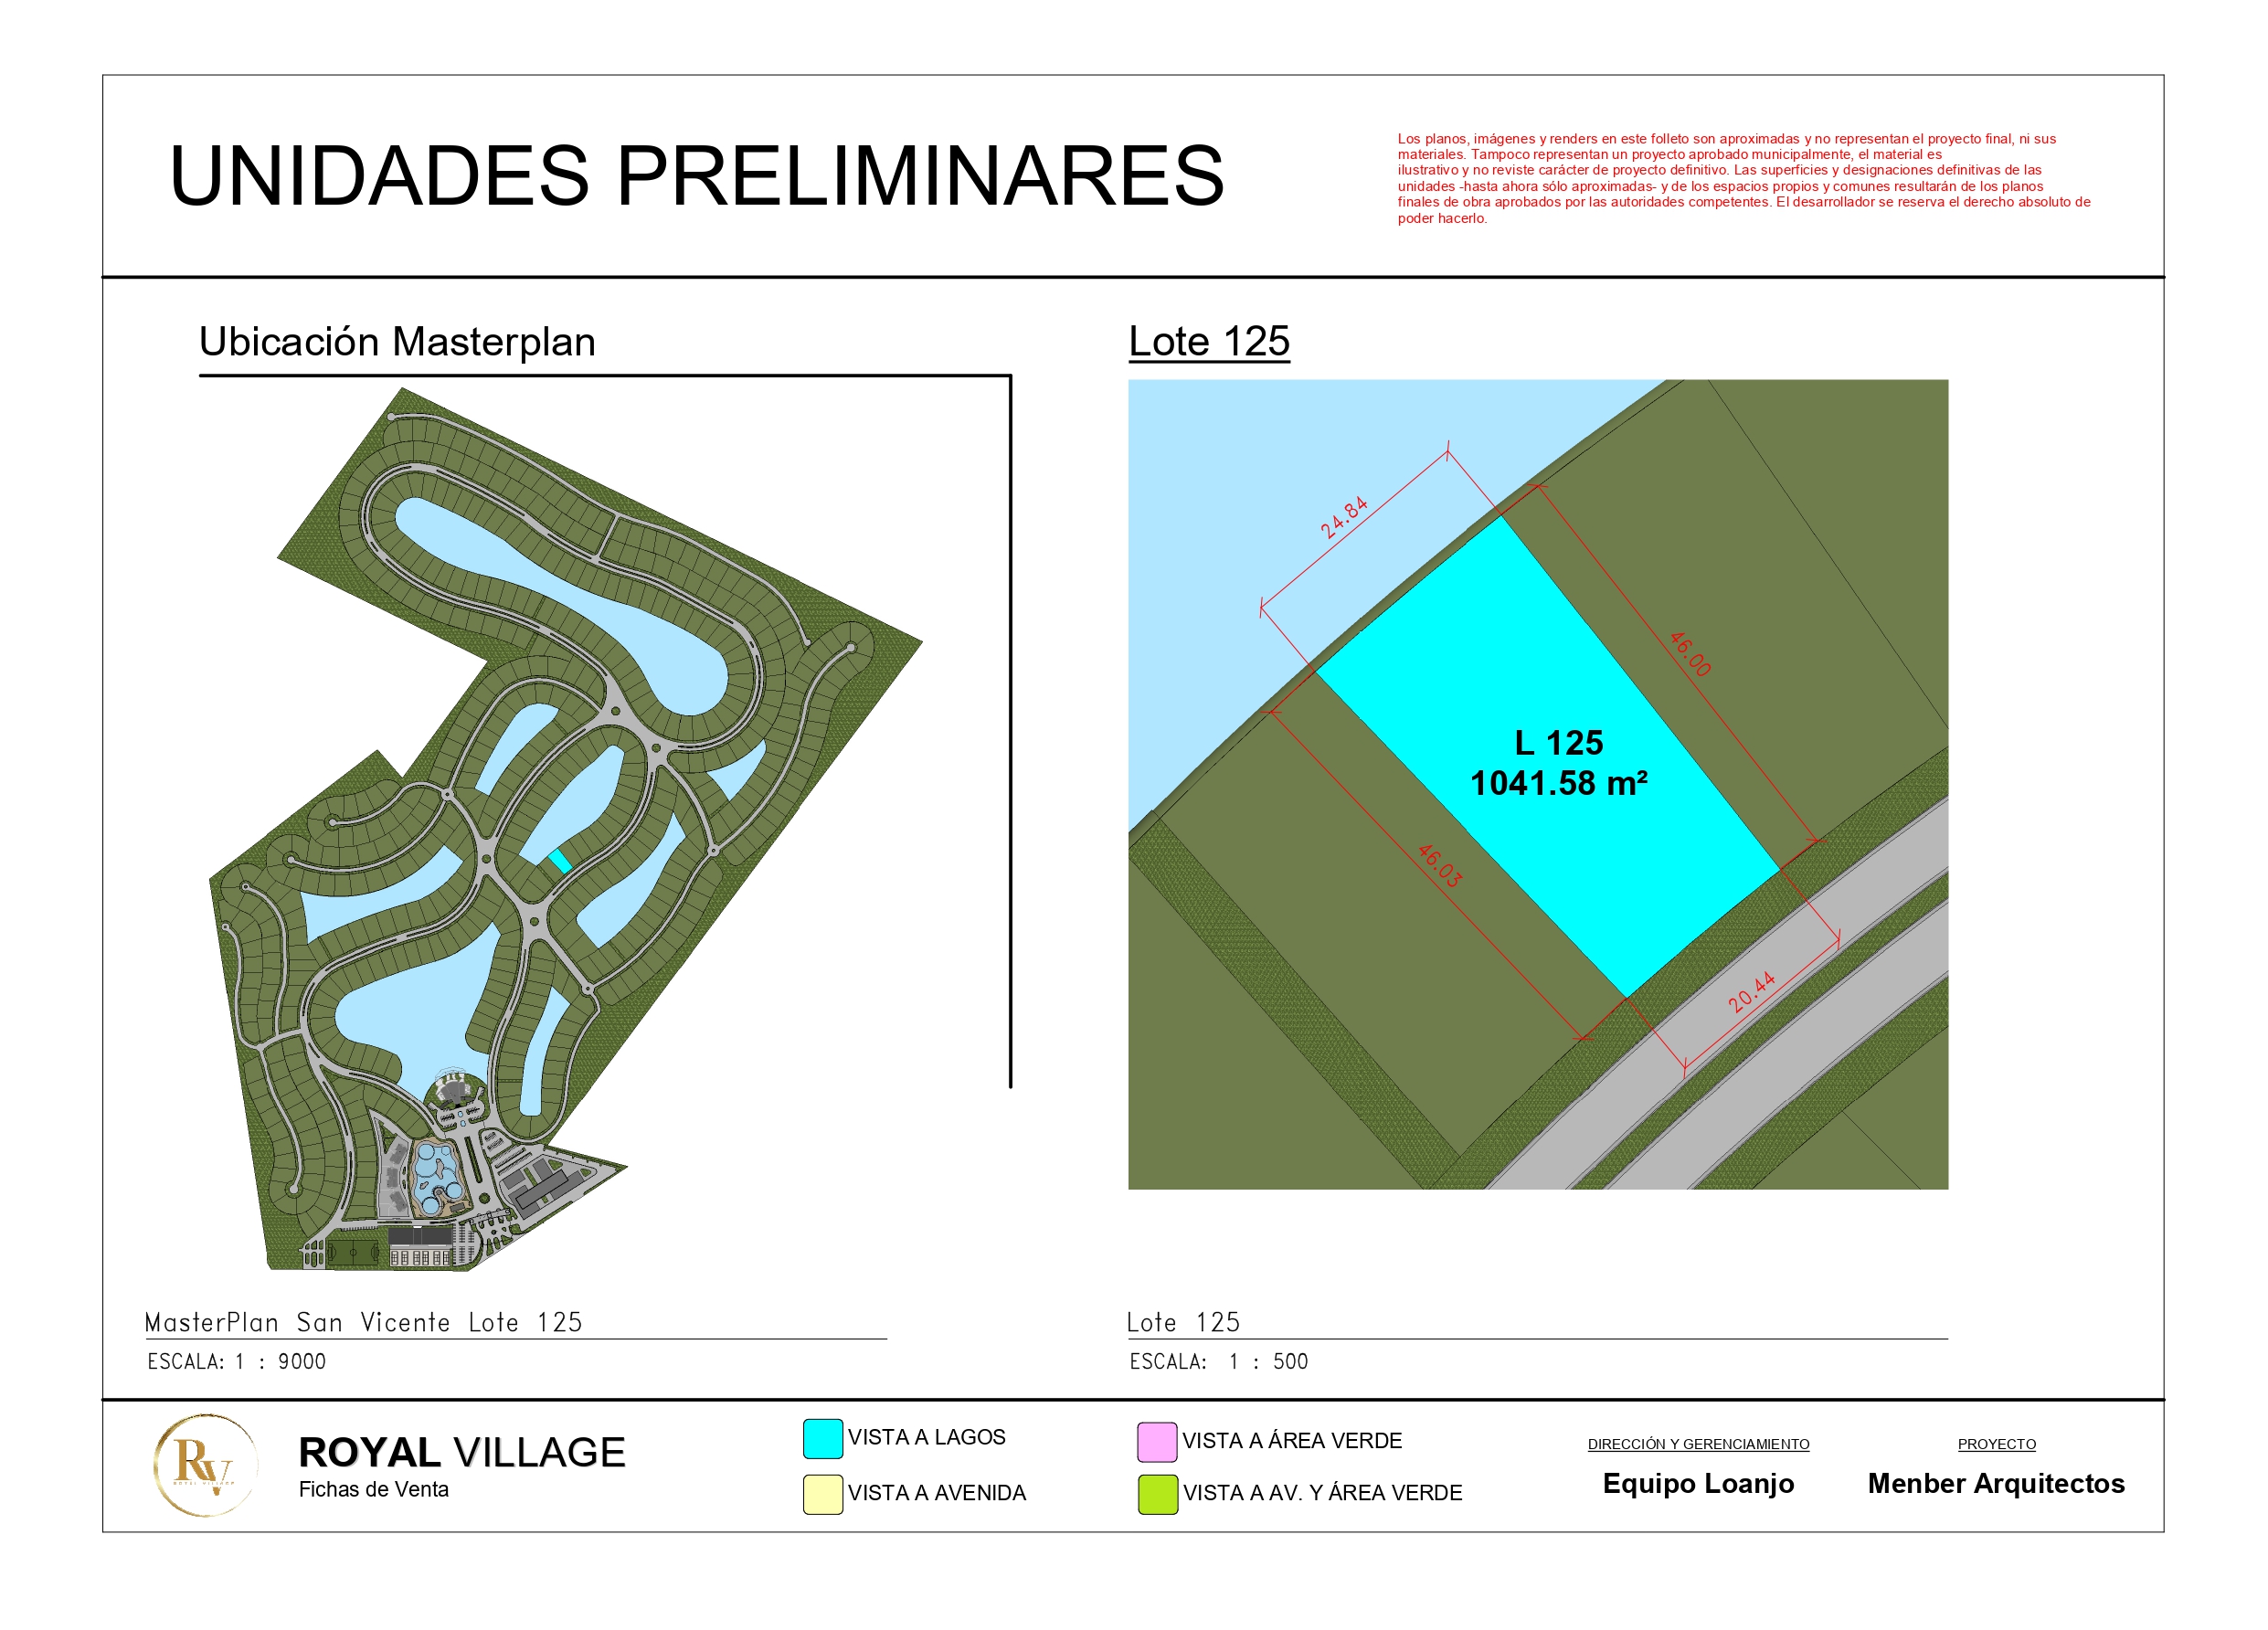 UNIDADES PRELIMINARES
Los planos, imágenes y renders en este folleto son aproximadas y no representan el proyecto final, ni sus
materiales. Tampoco representan un proyecto aprobado municipalmente, el material es
ilustrativo y no reviste carácter de proyecto definitivo. Las superficies y designaciones definitivas de las
unidades -hasta ahora sólo aproximadas- y de los espacios propios y comunes resultarán de los planos
finales de obra aprobados por las autoridades competentes. El desarrollador se reserva el derecho absoluto de
poder hacerlo.
Ubicación Masterplan
Lote 125
24.84
46.00
L 125
1041.58 m²
46.03
20.44
MasterPlan San Vicente Lote 125
ESCALA: 1 : 9000
Lote 125
ESCALA: 1 : 500
RV
ROYAL VILLAGE
ROYAL VILLAGE
Fichas de Venta
VISTA A LAGOS
VISTA A AVENIDA
VISTA A ÁREA VERDE
VISTA A AV. Y ÁREA VERDE
DIRECCIÓN Y GERENCIAMIENTO
Equipo Loanjo
PROYECTO
Menber Arquitectos